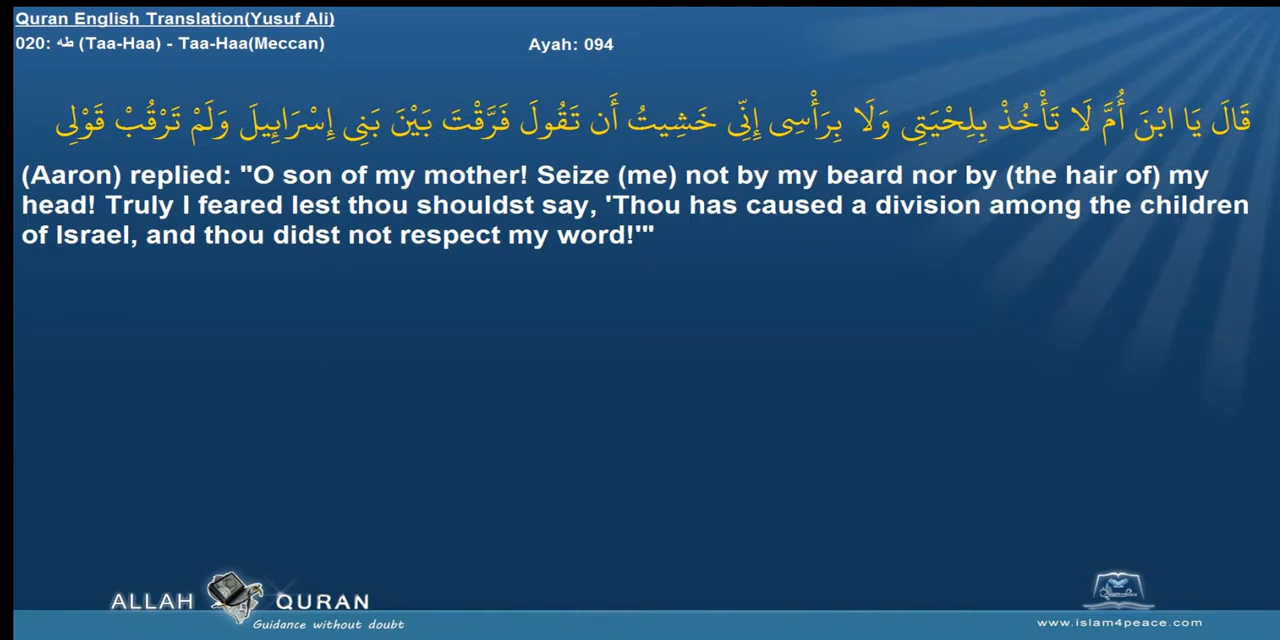 Quran English Translation(Yusuf Ali)
020: طه (Taa-Haa) - Taa-Haa(Meccan)
Ayah: 094
قَالَ يَا ابْنَ أُمَّ لَا تَأْخُذْ بِلِحْيَتِى وَلَا بِرَأْسِى إِنِّى خَشِيتُ أَن تَقُولَ فَرَّقْتَ بَيْنَ بَنِى إِسْرَائِيلَ وَلَمْ تَرْقُبْ قَوْلِى
(Aaron) replied: "O son of my mother! Seize (me) not by my beard nor by (the hair of) my
head! Truly I feared lest thou shouldst say, 'Thou has caused a division among the children
of Israel, and thou didst not respect my word!'"
ALLAH QURAN
Guidance without doubt
www.islam4peace.com